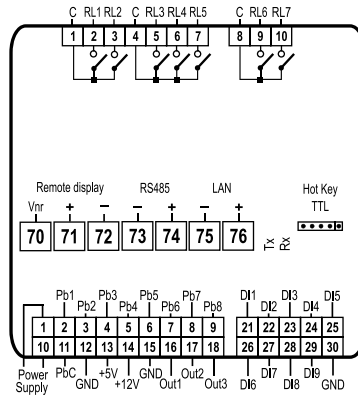 C RL1 RL2 C RL3 RL4 RL5 C RL6 RL7
1 2 3 4 5 6 7 8 9 10
Remote display RS485 LAN Hot Key
Vnr + − − + − + TTL
70 71 72 73 74 75 76 Tx Rx
Pb1 Pb3 Pb5 Pb7 DI1 DI3 DI5
Pb2 Pb4 Pb6 Pb8 DI2 DI4
1 2 3 4 5 6 7 8 9 21 22 23 24 25
10 11 12 13 14 15 16 17 18 26 27 28 29 30
Power PbC +5V GND Out2 DI7 DI9
Supply GND +12V Out1 Out3 DI6 DI8 GND